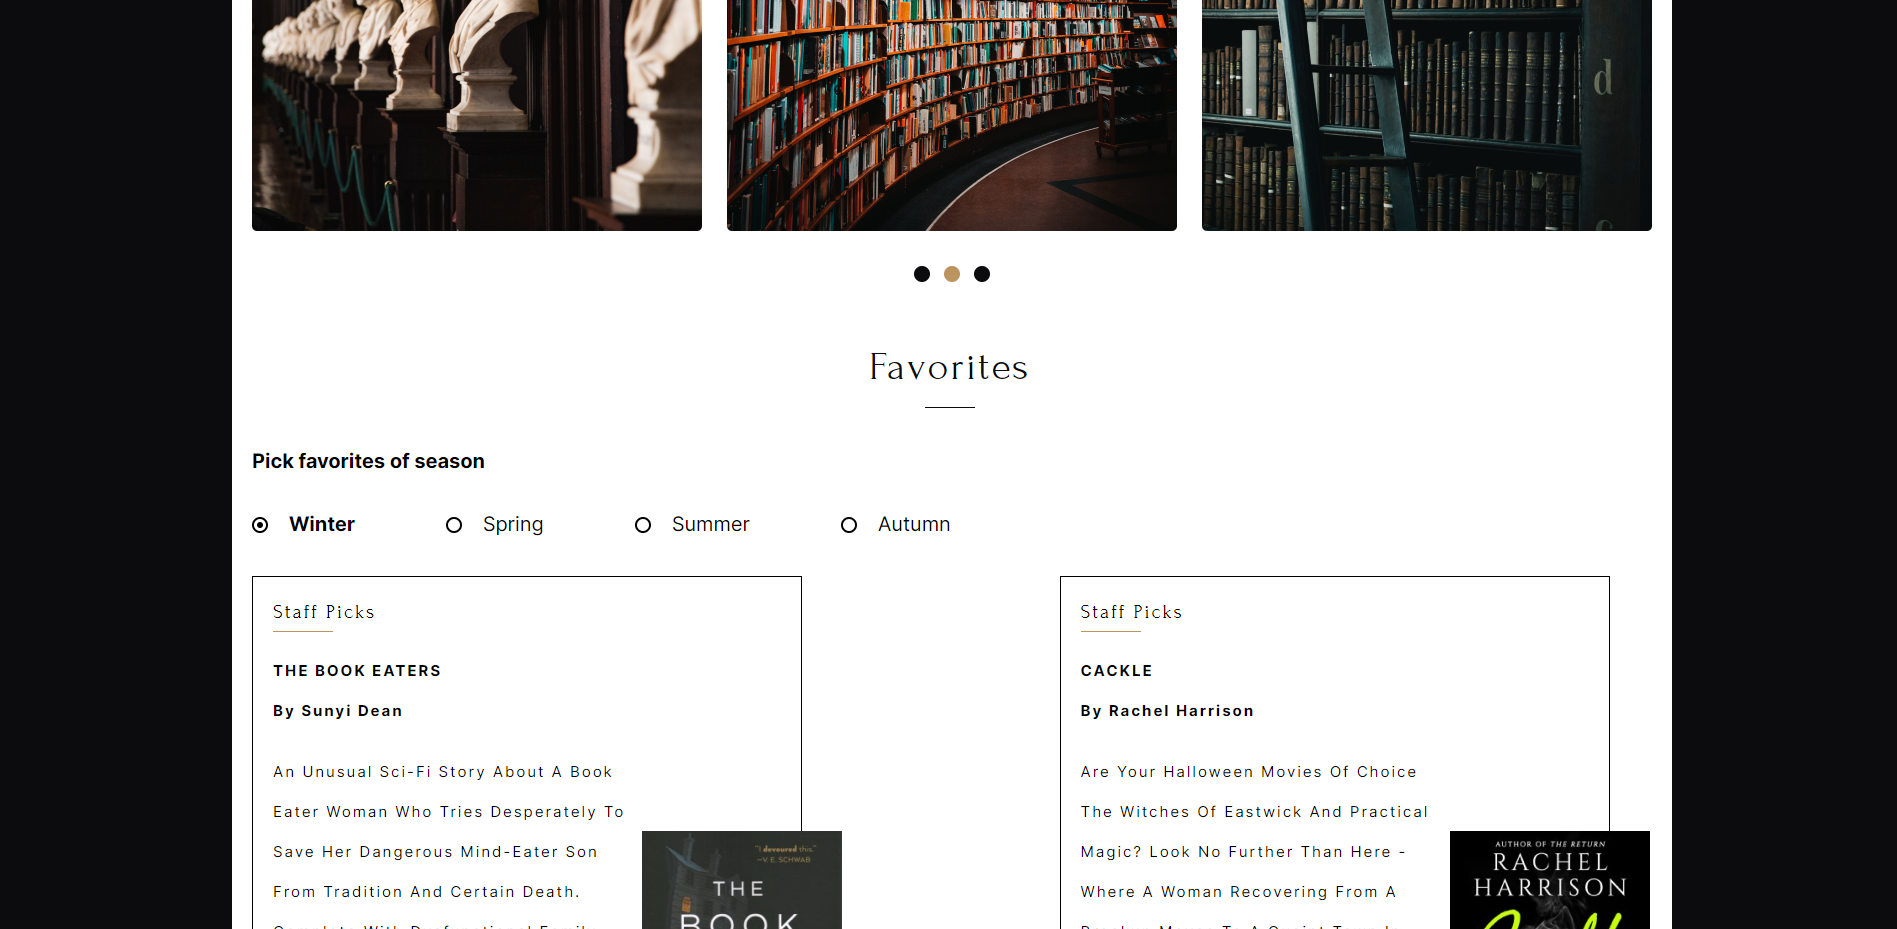 d
Favorites
Pick favorites of season
Winter
Spring
Summer
Autumn
Staff Picks
THE BOOK EATERS
By Sunyi Dean
An Unusual Sci-Fi Story About A Book
Eater Woman Who Tries Desperately To
Save Her Dangerous Mind-Eater Son
From Tradition And Certain Death.
"I devoured this."
—V. E. SCHWAB
THE
BOOK
Staff Picks
CACKLE
By Rachel Harrison
Are Your Halloween Movies Of Choice
The Witches Of Eastwick And Practical
Magic? Look No Further Than Here -
Where A Woman Recovering From A
AUTHOR OF THE RETURN
RACHEL
HARRISON